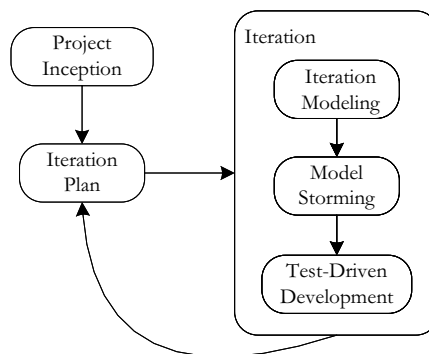 Project
Inception
Iteration
Plan
Iteration
Iteration
Modeling
Model
Storming
Test-Driven
Development